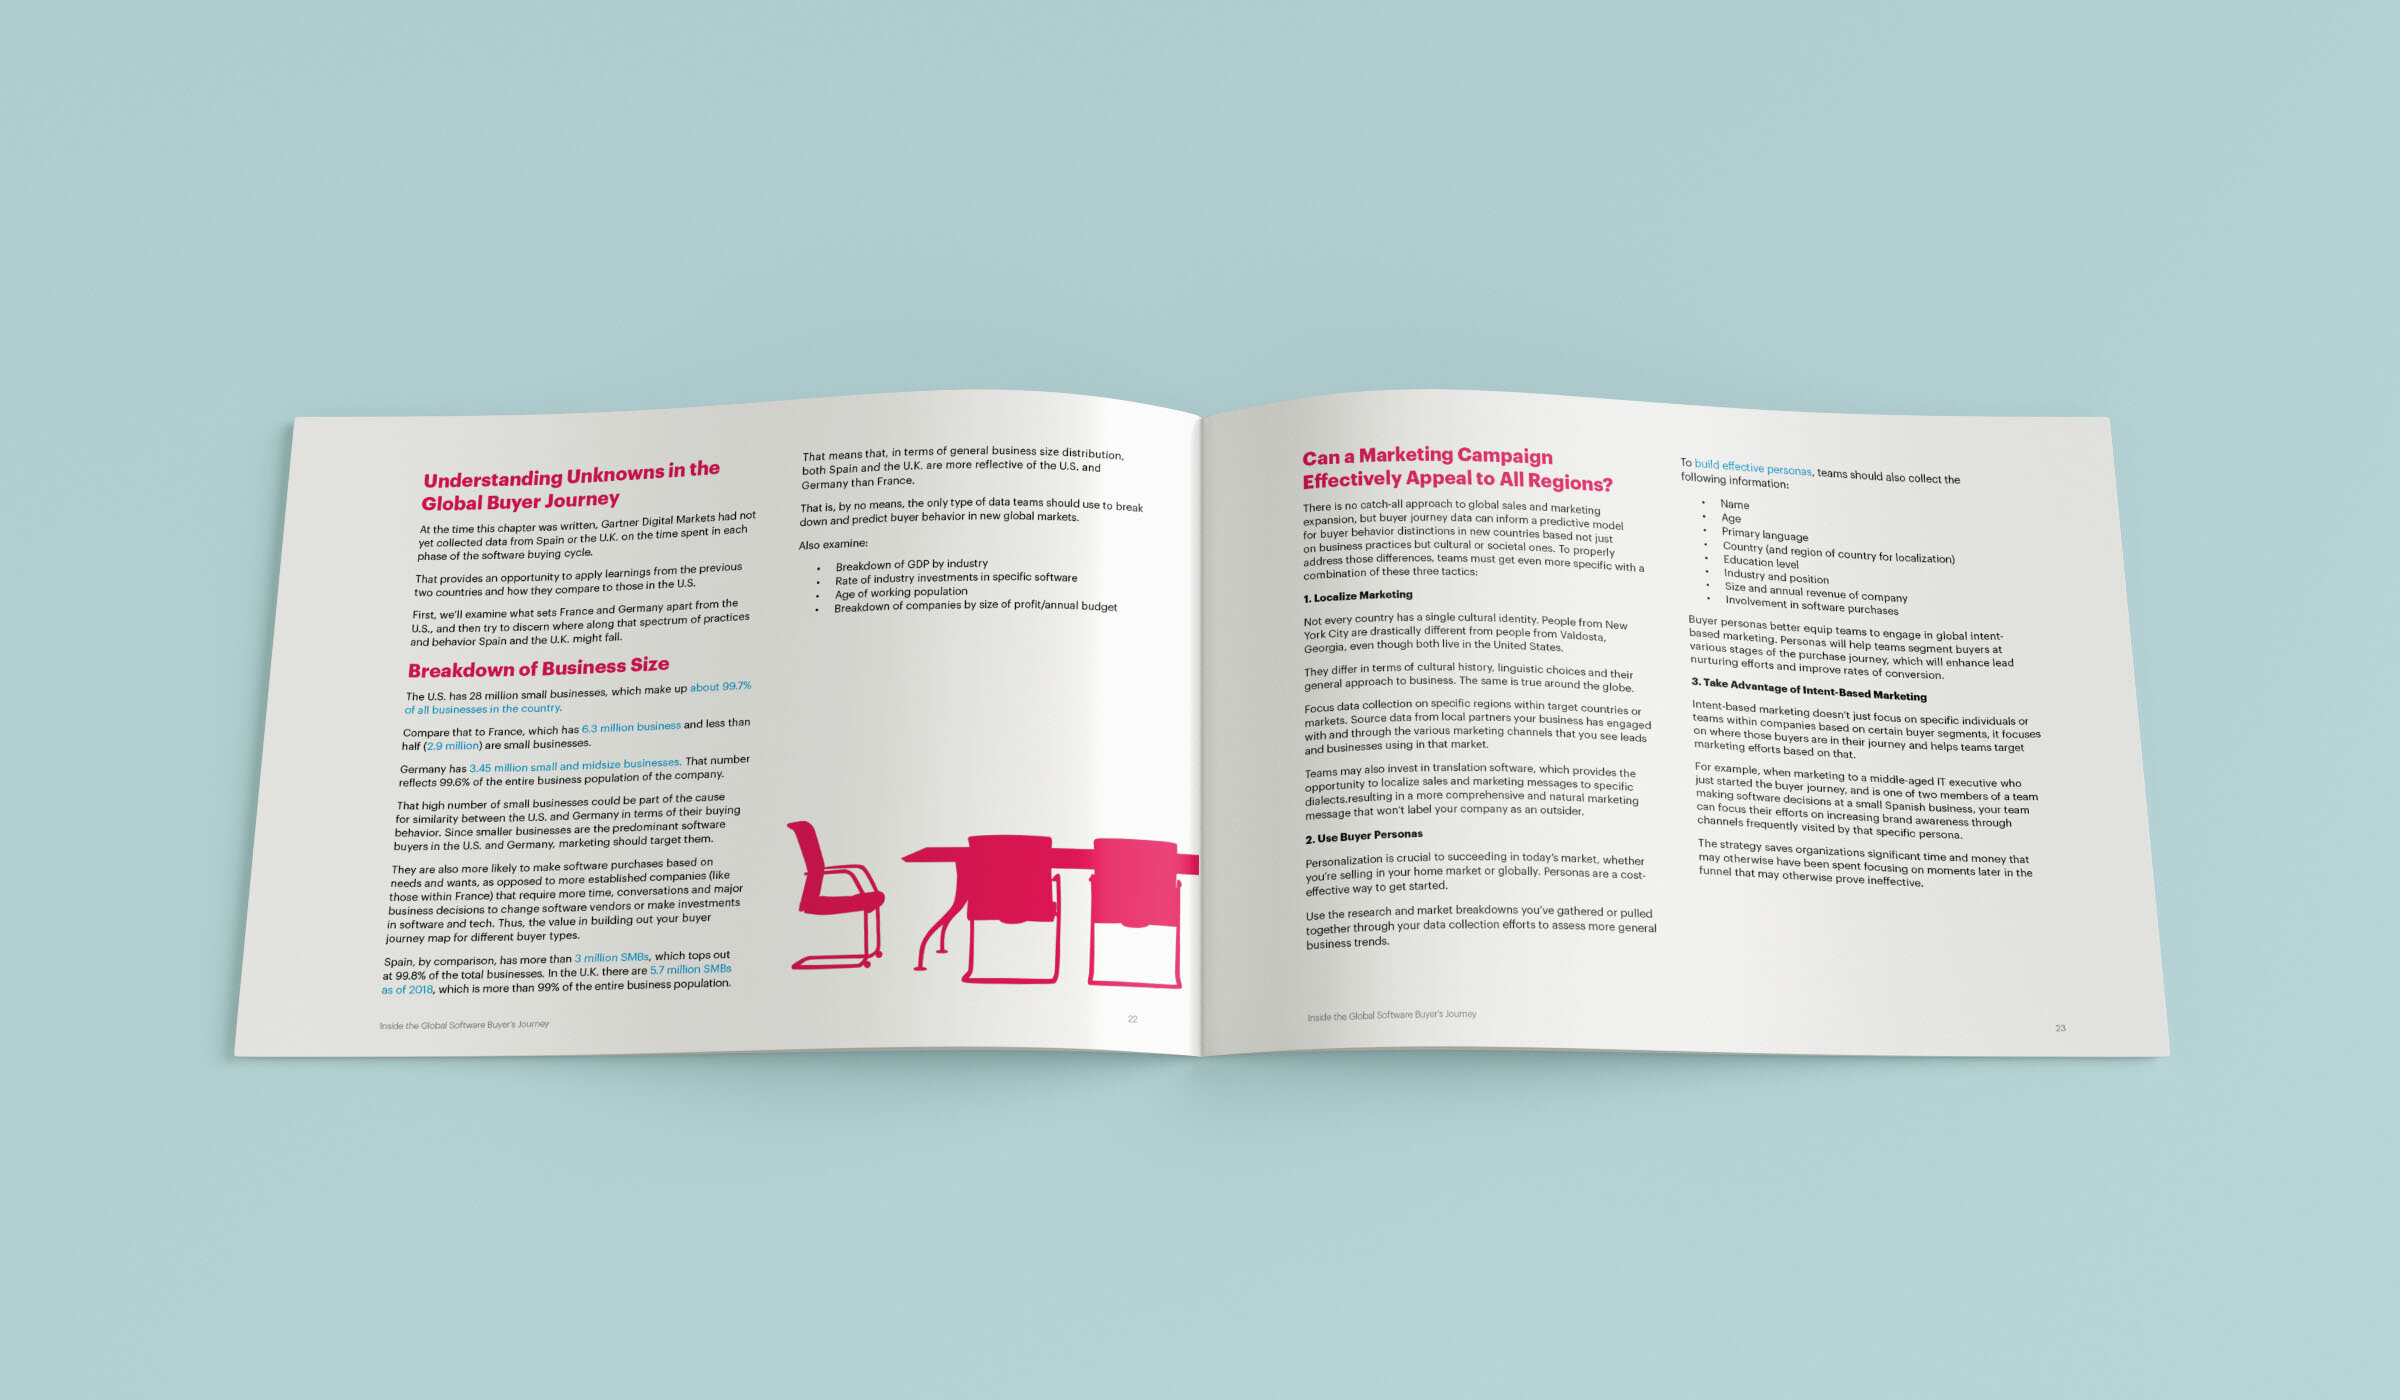 Understanding Unknowns in the
Global Buyer Journey
At the time this chapter was written, Gartner Digital Markets had not
yet collected data from Spain or the U.K. on the time spent in each
phase of the software buying cycle.
That provides an opportunity to apply learnings from the previous
two countries and how they compare to those in the U.S.
First, we'll examine what sets France and Germany apart from the
U.S., and then try to discern where along that spectrum of practices
and behavior Spain and the U.K. might fall.
Breakdown of Business Size
The U.S. has 28 million small businesses, which make up about 99.7%
of all businesses in the country.
Compare that to France, which has 6.3 million business and less than
half (2.9 million) are small businesses.
Germany has 3.45 million small and midsize businesses. That number
reflects 99.6% of the entire business population of the company.
That high number of small businesses could be part of the cause
for similarity between the U.S. and Germany in terms of their buying
behavior. Since smaller businesses are the predominant software
buyers in the U.S. and Germany, marketing should target them.
They are also more likely to make software purchases based on
needs and wants, as opposed to more established companies (like
those within France) that require more time, conversations and major
business decisions to change software vendors or make investments
in software and tech. Thus, the value in building out your buyer
journey map for different buyer types.
Spain, by comparison, has more than 3 million SMBs, which tops out
at 99.8% of the total businesses. In the U.K. there are 5.7 million SMBs
as of 2018, which is more than 99% of the entire business population.
That means that, in terms of general business size distribution,
both Spain and the U.K. are more reflective of the U.S. and
Germany than France.
That is, by no means, the only type of data teams should use to break
down and predict buyer behavior in new global markets.
Also examine:
• Breakdown of GDP by industry
• Rate of industry investments in specific software
• Age of working population
• Breakdown of companies by size of profit/annual budget
Inside the Global Software Buyer's Journey
22
Can a Marketing Campaign
Effectively Appeal to All Regions?
There is no catch-all approach to global sales and marketing
expansion, but buyer journey data can inform a predictive model
for buyer behavior distinctions in new countries based not just
on business practices but cultural or societal ones. To properly
address those differences, teams must get even more specific with a
combination of these three tactics:
1. Localize Marketing
Not every country has a single cultural identity. People from New
York City are drastically different from people from Valdosta,
Georgia, even though both live in the United States.
They differ in terms of cultural history, linguistic choices and their
general approach to business. The same is true around the globe.
Focus data collection on specific regions within target countries or
markets. Source data from local partners your business has engaged
with and through the various marketing channels that you see leads
and businesses using in that market.
Teams may also invest in translation software, which provides the
opportunity to localize sales and marketing messages to specific
dialects,resulting in a more comprehensive and natural marketing
message that won't label your company as an outsider.
2. Use Buyer Personas
Personalization is crucial to succeeding in today's market, whether
you're selling in your home market or globally. Personas are a cost-
effective way to get started.
Use the research and market breakdowns you've gathered or pulled
together through your data collection efforts to assess more general
business trends.
To build effective personas, teams should also collect the
following information:
• Name
• Age
• Primary language
• Country (and region of country for localization)
• Education level
• Industry and position
• Size and annual revenue of company
• Involvement in software purchases
Buyer personas better equip teams to engage in global intent-
based marketing. Personas will help teams segment buyers at
various stages of the purchase journey, which will enhance lead
nurturing efforts and improve rates of conversion.
3. Take Advantage of Intent-Based Marketing
Intent-based marketing doesn't just focus on specific individuals or
teams within companies based on certain buyer segments, it focuses
on where those buyers are in their journey and helps teams target
marketing efforts based on that.
For example, when marketing to a middle-aged IT executive who
just started the buyer journey, and is one of two members of a team
making software decisions at a small Spanish business, your team
can focus their efforts on increasing brand awareness through
channels frequently visited by that specific persona.
The strategy saves organizations significant time and money that
may otherwise have been spent focusing on moments later in the
funnel that may otherwise prove ineffective.
Inside the Global Software Buyer's Journey
23